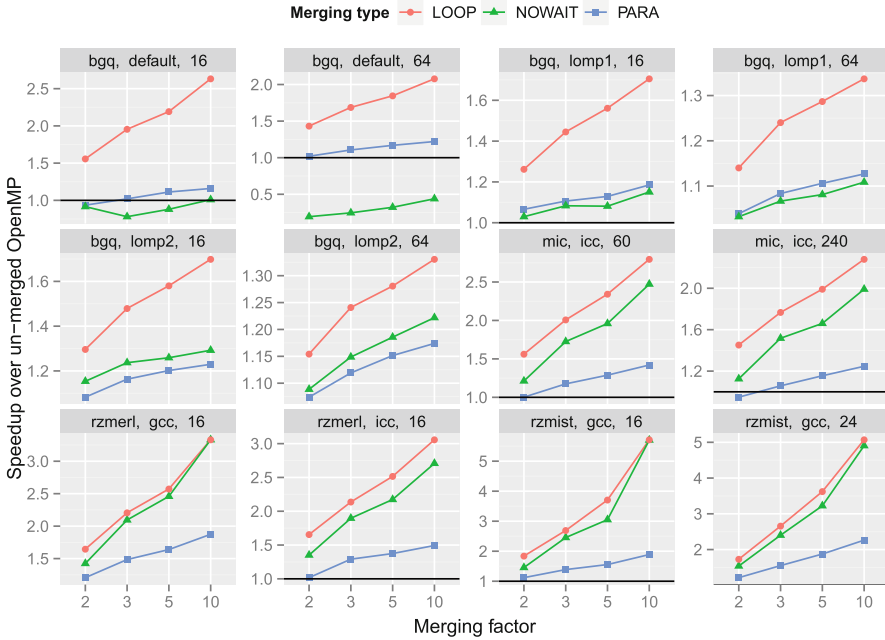 Merging type LOOP NOWAIT PARA
bgq, default, 16
bgq, default, 64
bgq, lomp1, 16
bgq, lomp1, 64
2.5
2.0
1.5
1.0
2.0
1.5
1.0
0.5
1.6
1.4
1.2
1.0
1.3
1.2
1.1
Speedup over un−merged OpenMP
bgq, lomp2, 16
bgq, lomp2, 64
mic, icc, 60
mic, icc, 240
1.6
1.4
1.2
1.30
1.25
1.20
1.15
1.10
2.5
2.0
1.5
1.0
2.0
1.6
1.2
rzmerl, gcc, 16
rzmerl, icc, 16
rzmist, gcc, 16
rzmist, gcc, 24
3.0
2.5
2.0
1.5
3.0
2.5
2.0
1.5
1.0
5
4
3
2
1
5
4
3
2
2 3 5 10
2 3 5 10
2 3 5 10
2 3 5 10
Merging factor